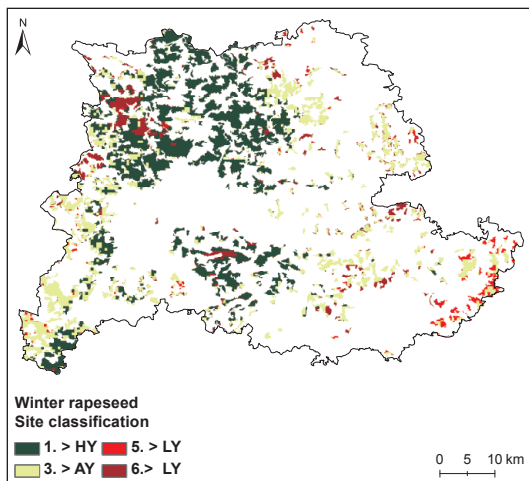 N
Winter rapeseed
Site classification
1. > HY 5. > LY
3. > AY 6.> LY
0 5 10 km